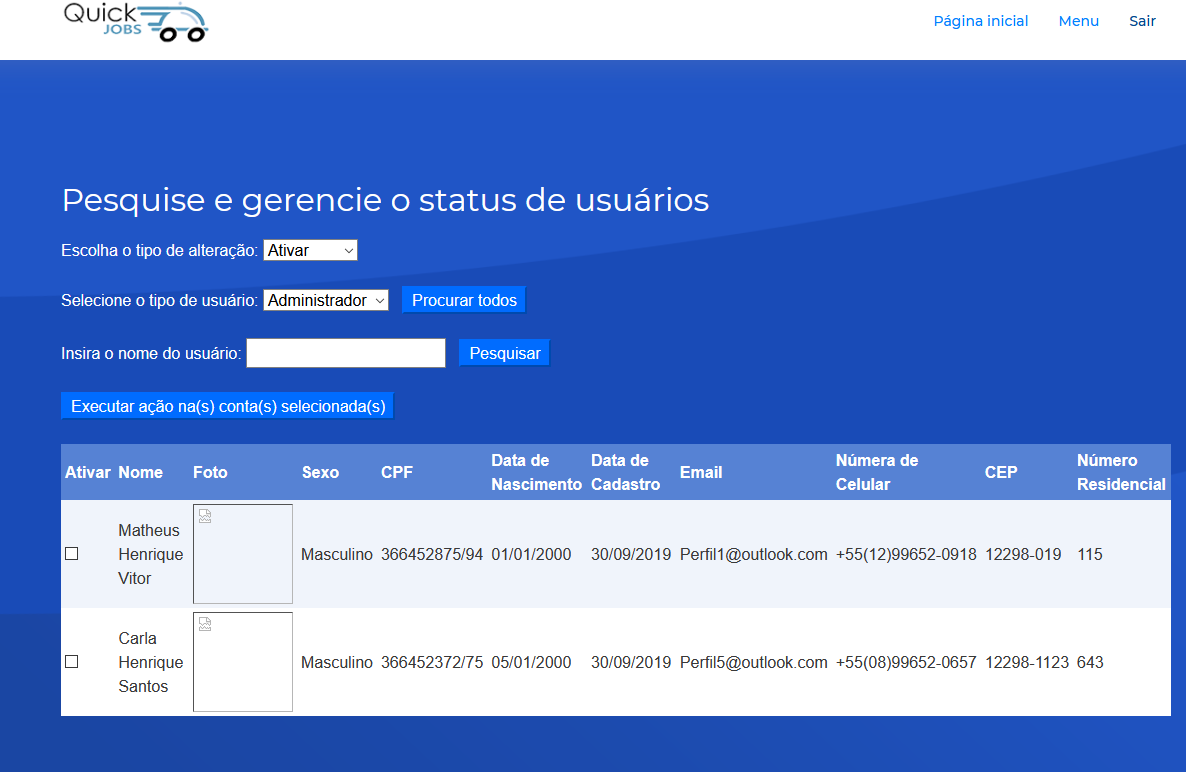 Quick
JOBS
Página inicial Menu Sair
Pesquise e gerencie o status de usuários
Escolha o tipo de alteração: Ativar
Selecione o tipo de usuário: Administrador Procurar todos
Insira o nome do usuário: Pesquisar
Executar ação na(s) conta(s) selecionada(s)
Ativar Nome Foto Sexo CPF Data de Nascimento Data de Cadastro Email Númera de Celular CEP Número Residencial
Matheus Henrique Vitor Masculino 366452875/94 01/01/2000 30/09/2019 Perfil1@outlook.com +55(12)99652-0918 12298-019 115
Carla Henrique Santos Masculino 366452372/75 05/01/2000 30/09/2019 Perfil5@outlook.com +55(08)99652-0657 12298-1123 643